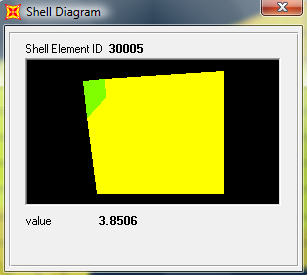 Shell Diagram
Shell Element ID 30005
value 3.8506